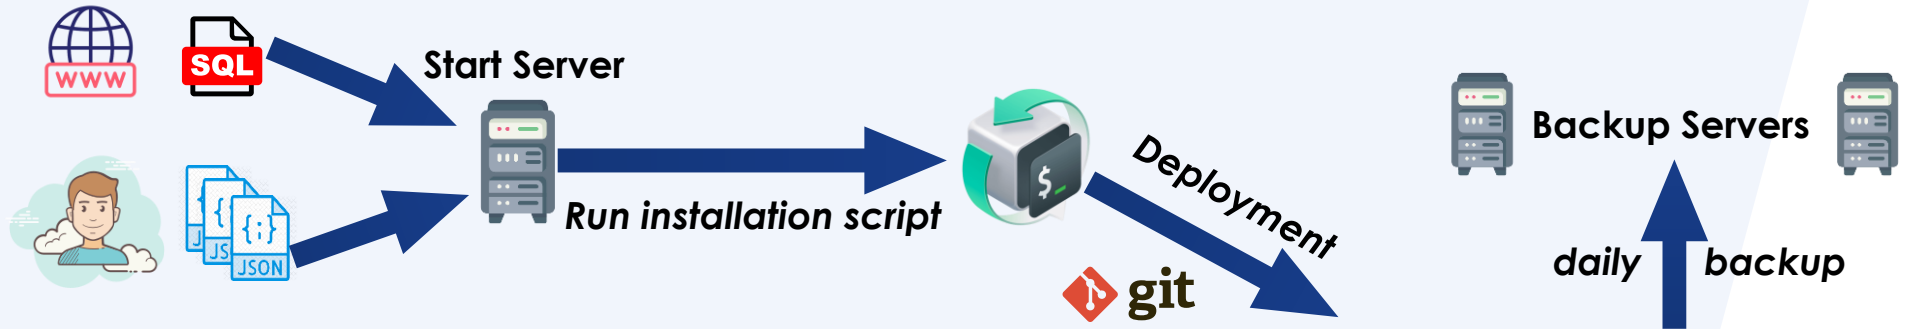 WWW
SQL
Start Server
JS
JS
JSON
Run installation script
$_
Deployment
git
Backup Servers
daily backup